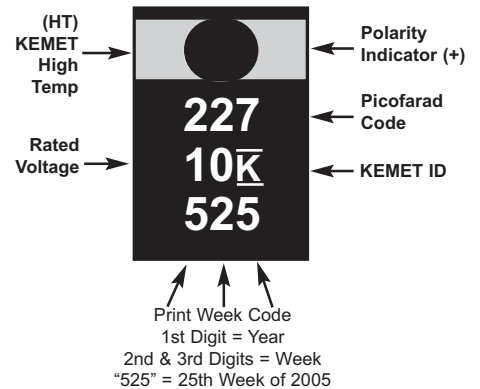 (HT)
KEMET
High
Temp
Polarity
Indicator (+)
227
Picofarad
Code
Rated
Voltage
10K
KEMET ID
525
Print Week Code
1st Digit = Year
2nd & 3rd Digits = Week
“525” = 25th Week of 2005